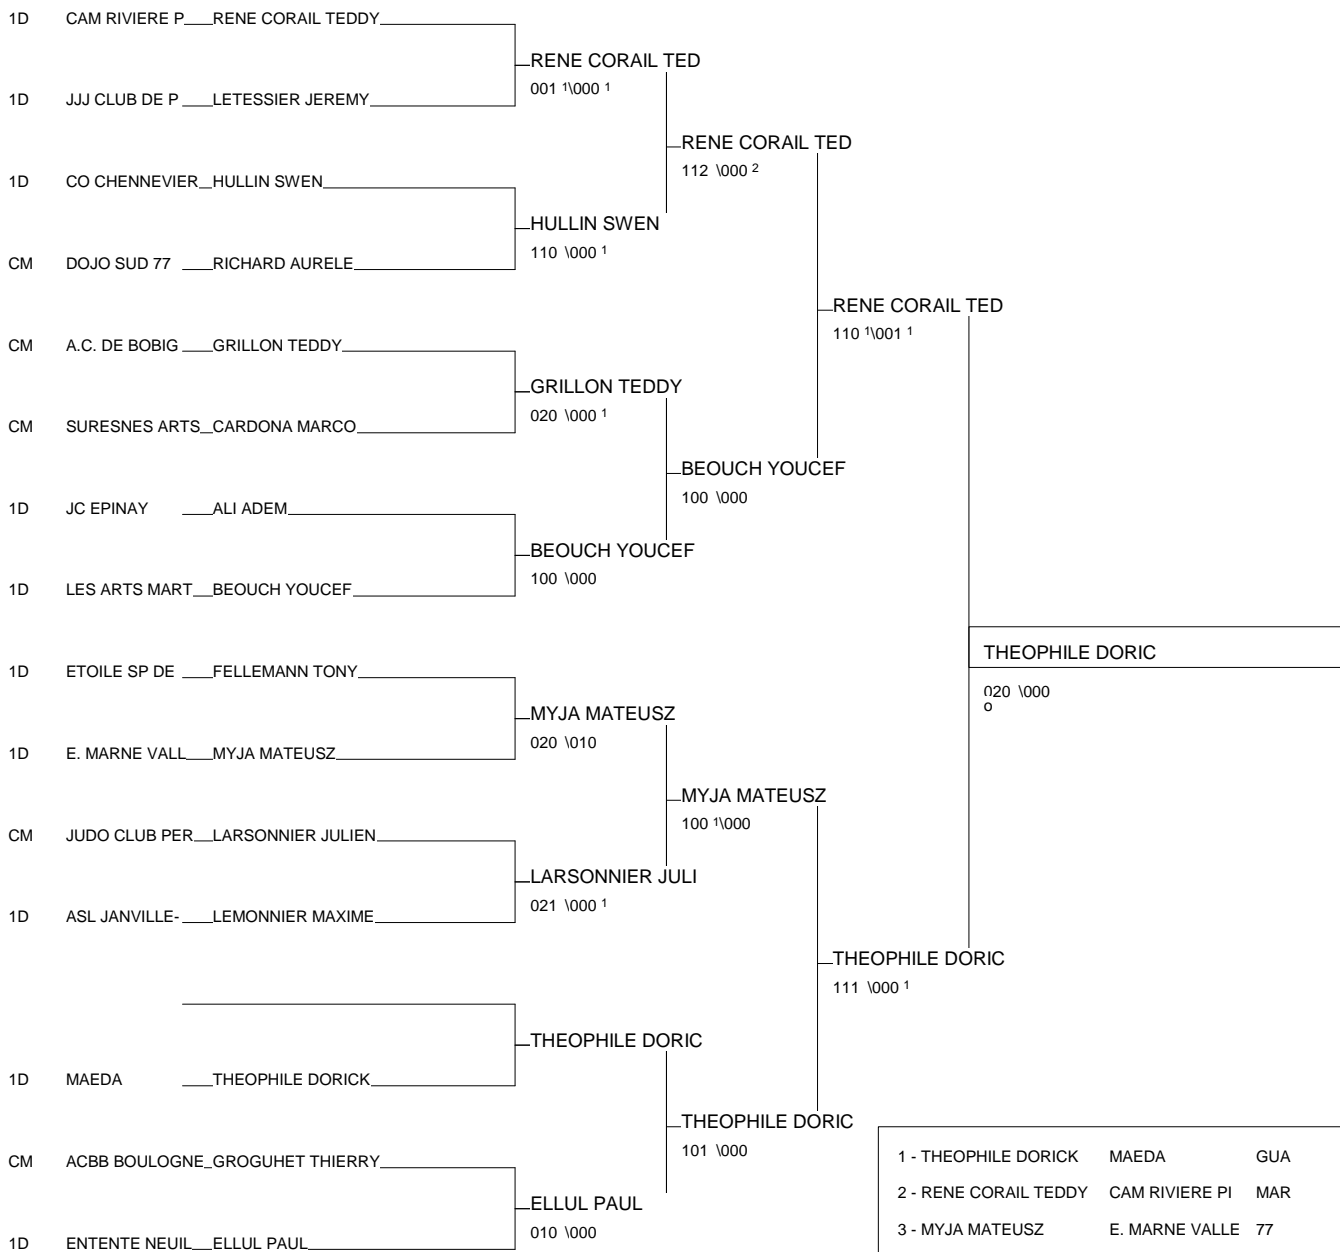 1D CAM RIVIERE P RENE CORAIL TEDDY
RENE CORAIL TED
001 1\000 1
1D JJJ CLUB DE P LETESSIER JEREMY
RENE CORAIL TED
112 \000 2
1D CO CHENNEVIER HULLIN SWEN
HULLIN SWEN
110 \000 1
CM DOJO SUD 77 RICHARD AURELE
RENE CORAIL TED
110 1\001 1
CM A.C. DE BOBIG GRILLON TEDDY
GRILLON TEDDY
020 \000 1
CM SURESNES ARTS CARDONA MARCO
BEOUCH YOUCEF
100 \000
1D JC EPINAY ALI ADEM
BEOUCH YOUCEF
100 \000
1D LES ARTS MART BEOUCH YOUCEF
THEOPHILE DORIC
020 \000
o
1D ETOILE SP DE FELLEMANN TONY
MYJA MATEUSZ
020 \010
1D E. MARNE VALL MYJA MATEUSZ
MYJA MATEUSZ
100 1\000
CM JUDO CLUB PER LARSONNIER JULIEN
LARSONNIER JULI
021 \000 1
1D ASL JANVILLE- LEMONNIER MAXIME
THEOPHILE DORIC
111 \000 1
THEOPHILE DORIC
1D MAEDA THEOPHILE DORICK
THEOPHILE DORIC
101 \000
CM ACBB BOULOGNE GROGUHET THIERRY
ELLUL PAUL
010 \000
1D ENTENTE NEUIL ELLUL PAUL
1 - THEOPHILE DORICK MAEDA GUA
2 - RENE CORAIL TEDDY CAM RIVIERE PI MAR
3 - MYJA MATEUSZ E. MARNE VALLE 77